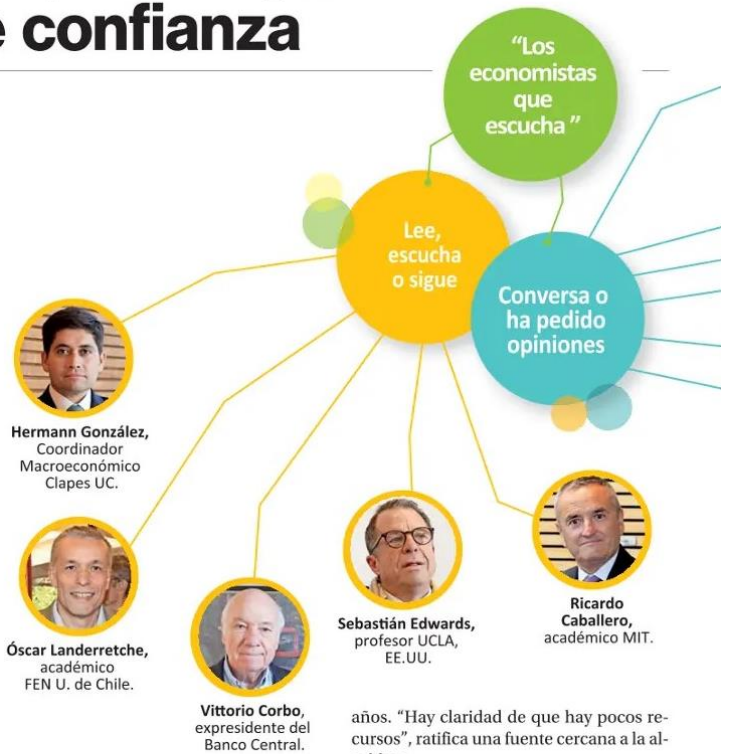 e confianza
“Los
economistas
que
escucha ”
Lee,
escucha
o sigue
Conversa o
ha pedido
opiniones
Hermann González,
Coordinador
Macroeconómico
Clapes UC.
Óscar Landerretche,
académico
FEN U. de Chile.
Vittorio Corbo,
expresidente del
Banco Central.
Sebastián Edwards,
profesor UCLA,
EE.UU.
Ricardo
Caballero,
académico MIT.
años. “Hay claridad de que hay pocos re-
cursos”, ratifica una fuente cercana a la al-